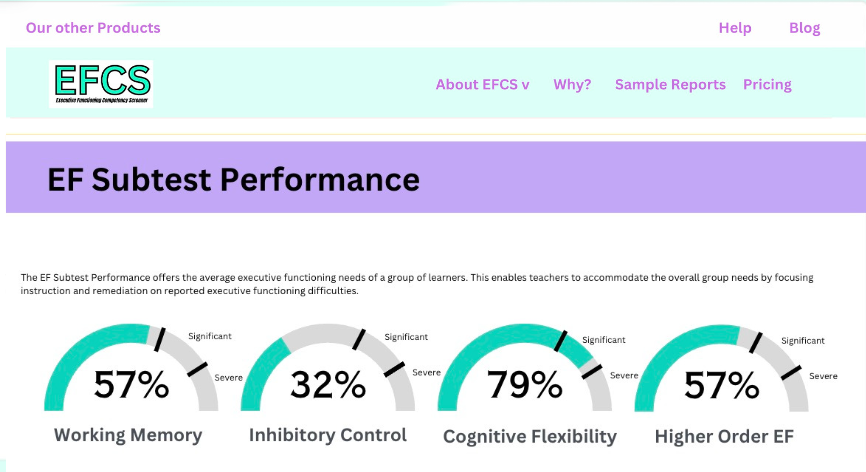 Our other Products Help Blog
EFCS
Executive Functioning Competency Screener
About EFCS v Why? Sample Reports Pricing
EF Subtest Performance
The EF Subtest Performance offers the average executive functioning needs of a group of learners. This enables teachers to accommodate the overall group needs by focusing
instruction and remediation on reported executive functioning difficulties.
Significant Significant Significant Significant
Severe Severe Severe Severe
57% 32% 79% 57%
Working Memory Inhibitory Control Cognitive Flexibility Higher Order EF